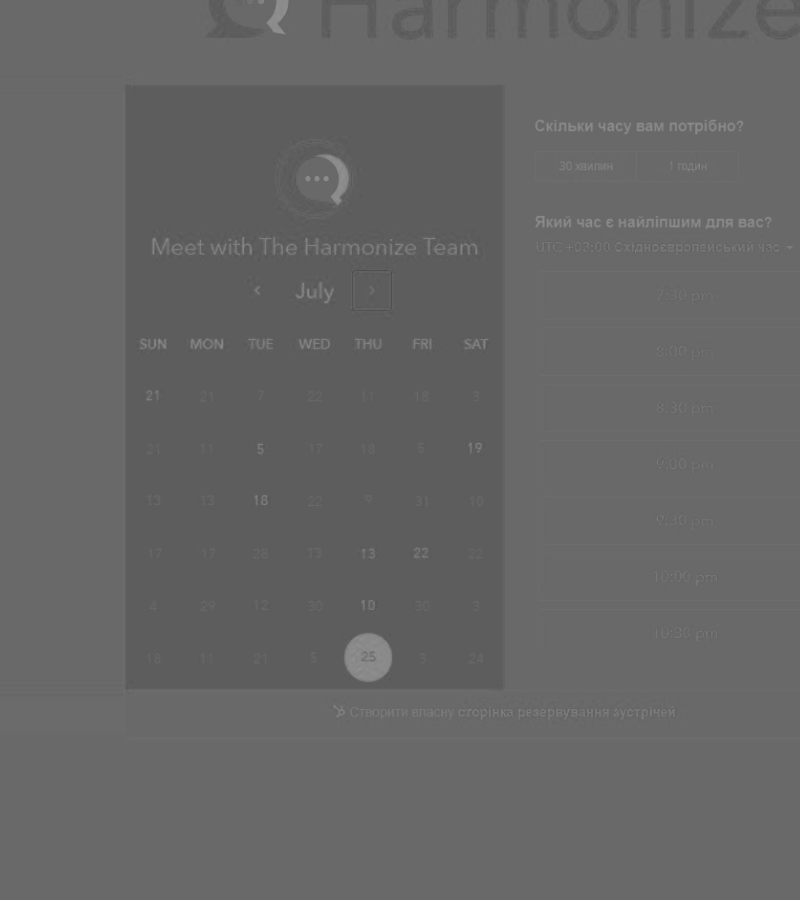 Harmonize
Скільки часу вам потрібно?
30 хвилин 1 годин
Meet with The Harmonize Team
Який час є найліпшим для вас?
UTC +03:00 Східноєвропейський час
July
7:30 pm
SUN MON TUE WED THU FRI SAT
8:00 pm
21 21 7 22 11 18 3
8:30 pm
21 11 5 17 18 5 19
9:00 pm
13 13 18 22 9 31 10
9:30 pm
17 17 28 13 13 22 22
10:00 pm
4 29 12 30 10 30 3
10:30 pm
18 11 21 5 25 3 24
Створити власну сторінка резервування зустрічей